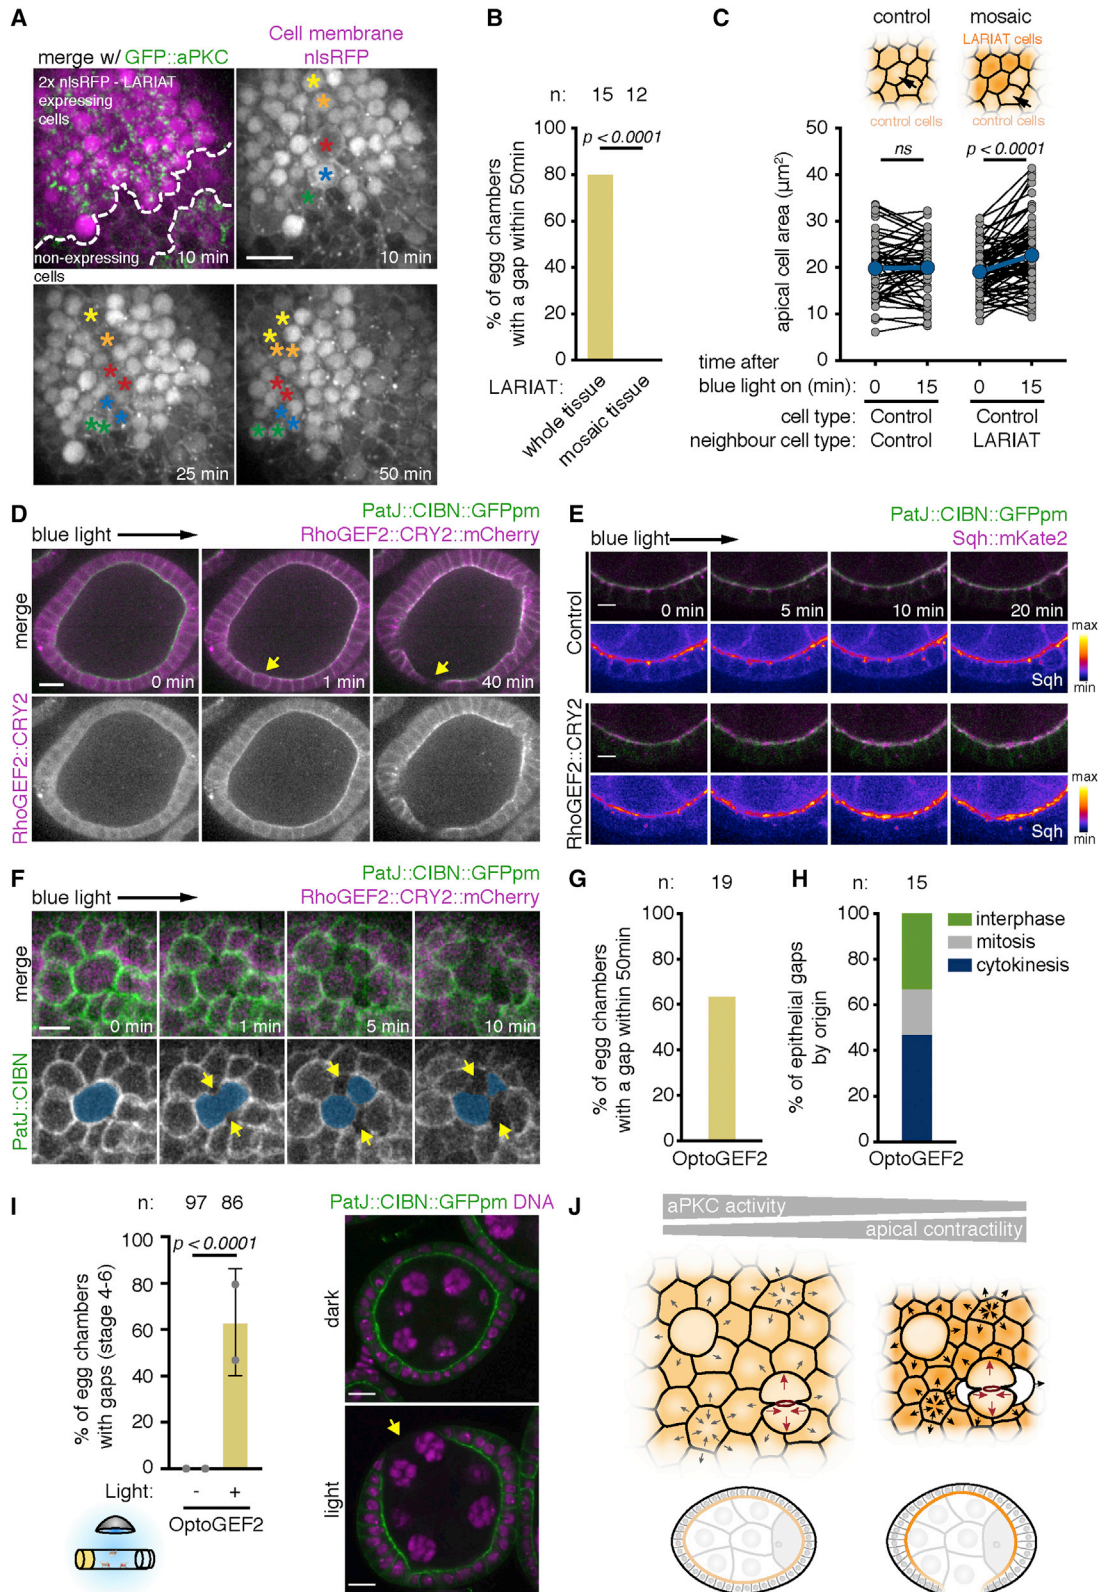 A
merge w/ GFP::aPKC
Cell membrane
nlsRFP
2x nlsRFP - LARIAT
expressing
cells
non-expressing
cells
10 min
10 min
25 min
50 min
B
n: 15 12
p < 0.0001
100
80
60
40
20
0
% of egg chambers
with a gap within 50min
LARIAT:
whole tissue
mosaic tissue
C
control
mosaic
LARIAT cells
control cells
control cells
ns
p < 0.0001
50
40
30
20
10
0
apical cell area (µm²)
time after
blue light on (min): 0 15 0 15
cell type: Control Control
neighbour cell type: Control LARIAT
D
PatJ::CIBN::GFPpm
blue light
RhoGEF2::CRY2::mCherry
merge
0 min
1 min
40 min
RhoGEF2::CRY2
E
PatJ::CIBN::GFPpm
blue light
Sqh::mKate2
Control
0 min
5 min
10 min
20 min
max
min
Sqh
RhoGEF2::CRY2
max
min
Sqh
F
PatJ::CIBN::GFPpm
blue light
RhoGEF2::CRY2::mCherry
merge
0 min
1 min
5 min
10 min
PatJ::CIBN
G
n: 19
100
80
60
40
20
0
% of egg chambers
with a gap within 50min
OptoGEF2
H
n: 15
100
80
60
40
20
0
% of epithelial gaps
by origin
OptoGEF2
interphase
mitosis
cytokinesis
I
n: 97 86
p < 0.0001
100
80
60
40
20
0
% of egg chambers
with gaps (stage 4-6)
Light: - +
OptoGEF2
PatJ::CIBN::GFPpm DNA
dark
light
J
aPKC activity
apical contractility